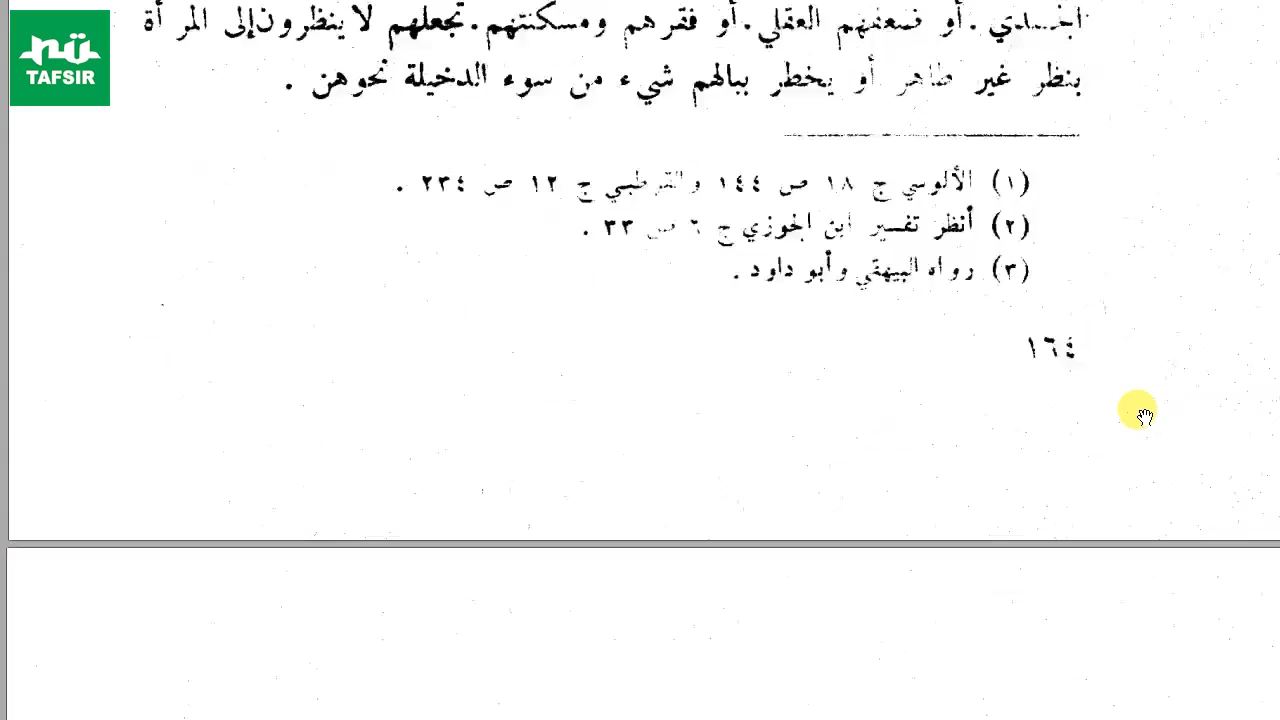 nü
TAFSIR
الجسدي . أو ضعفهم العقلي . أو فقرهم ومسكنتهم . تجعلهم لا ينظرون إلى المرأة
بنظر غير طاهر أو يخطر ببالهم شيء من سوء الدخيلة نحوهن .
(١) الألوسي ج ١٨ ص ١٤٤ والقرطبي ج ١٢ ص ٢٣٤ .
(٢) أنظر تفسير ابن الجوزي ج ٦ ص ٣٣ .
(٣) رواه البيهقي وأبو داود .
١٦٤